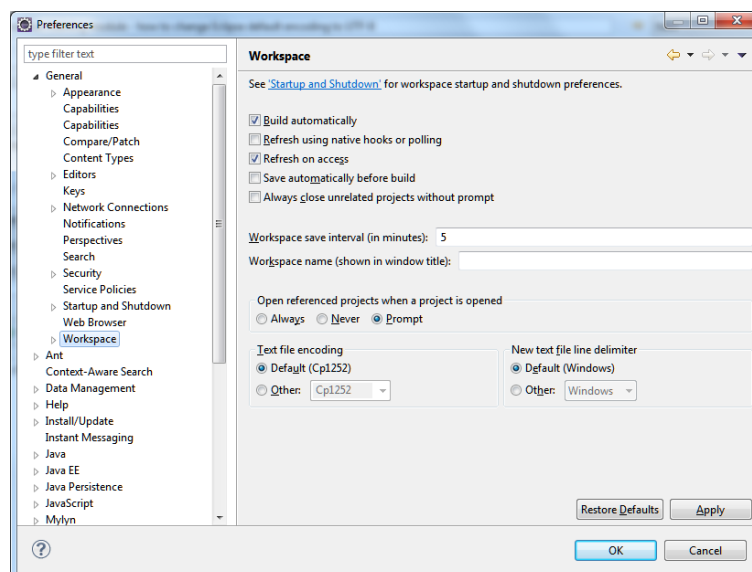 Preferences
type filter text
General
Appearance
Capabilities
Capabilities
Compare/Patch
Content Types
Editors
Keys
Network Connections
Notifications
Perspectives
Search
Security
Service Policies
Startup and Shutdown
Web Browser
Workspace
Ant
Context-Aware Search
Data Management
Help
Install/Update
Instant Messaging
Java
Java EE
Java Persistence
JavaScript
Mylyn
Workspace
See 'Startup and Shutdown' for workspace startup and shutdown preferences.
Build automatically
Refresh using native hooks or polling
Refresh on access
Save automatically before build
Always close unrelated projects without prompt
Workspace save interval (in minutes): 5
Workspace name (shown in window title):
Open referenced projects when a project is opened
Always Never Prompt
Text file encoding
Default (Cp1252)
Other: Cp1252
New text file line delimiter
Default (Windows)
Other: Windows
Restore Defaults Apply
OK Cancel